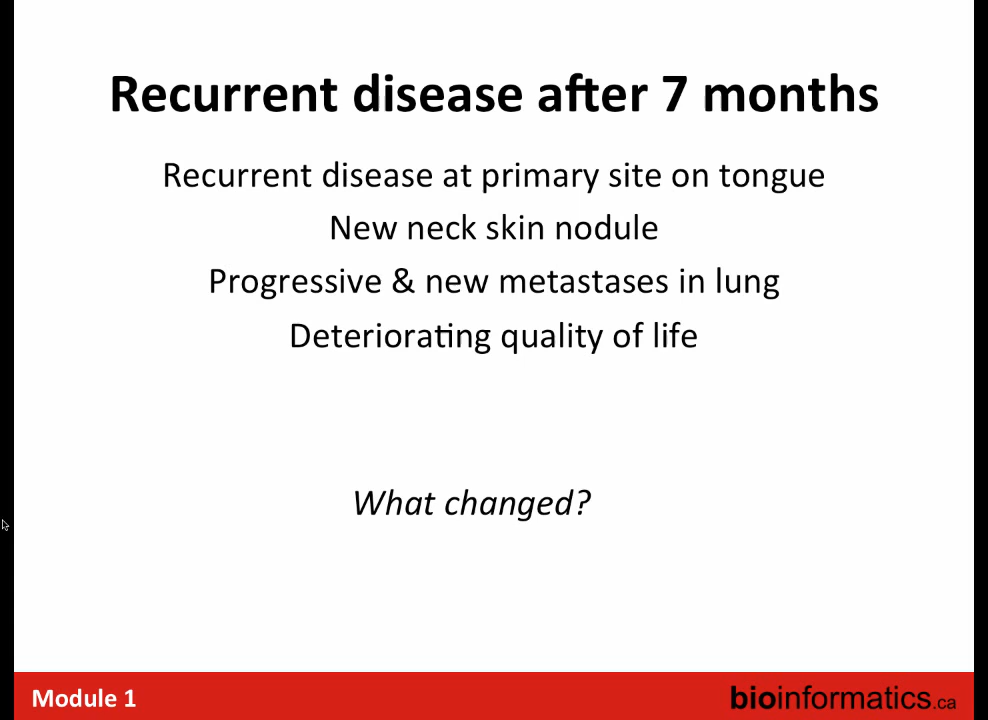 Recurrent disease after 7 months
Recurrent disease at primary site on tongue
New neck skin nodule
Progressive & new metastases in lung
Deteriorating quality of life
What changed?
Module 1
bioinformatics.ca